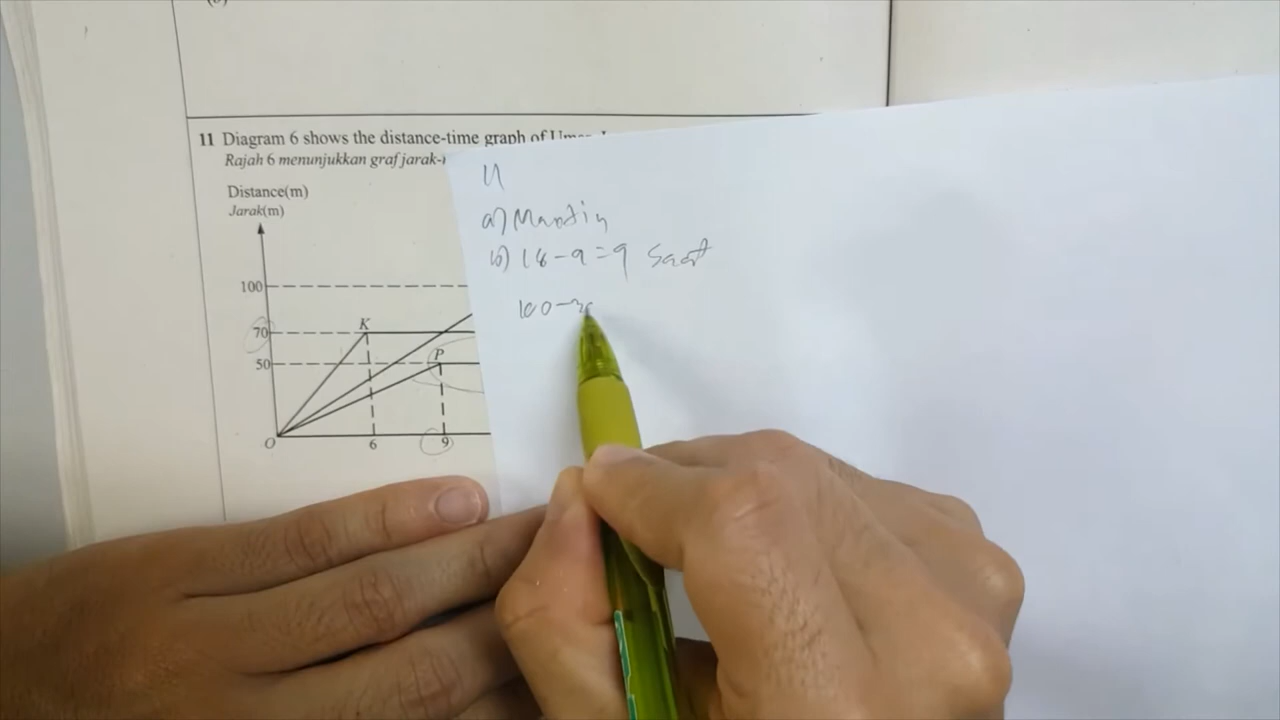 11 Diagram 6 shows the distance-time graph of
Rajah 6 menunjukkan graf jarak-
Distance(m)
Jarak(m)
100
70
50
K
P
O
6
9
11
a) Martin
b) 18-9=9 saat
100-